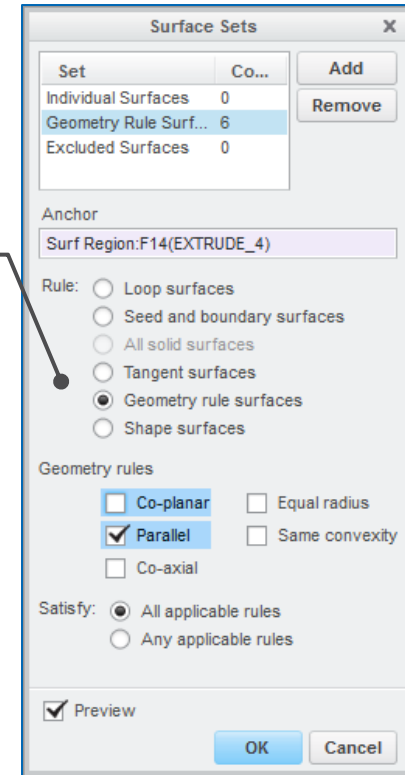 Surface Sets
Set Co... Add
Individual Surfaces 0
Geometry Rule Surf... 6 Remove
Excluded Surfaces 0
Anchor
Surf Region:F14(EXTRUDE_4)
Rule: Loop surfaces
Seed and boundary surfaces
All solid surfaces
Tangent surfaces
Geometry rule surfaces
Shape surfaces
Geometry rules
Co-planar Equal radius
Parallel Same convexity
Co-axial
Satisfy: All applicable rules
Any applicable rules
Preview
OK Cancel